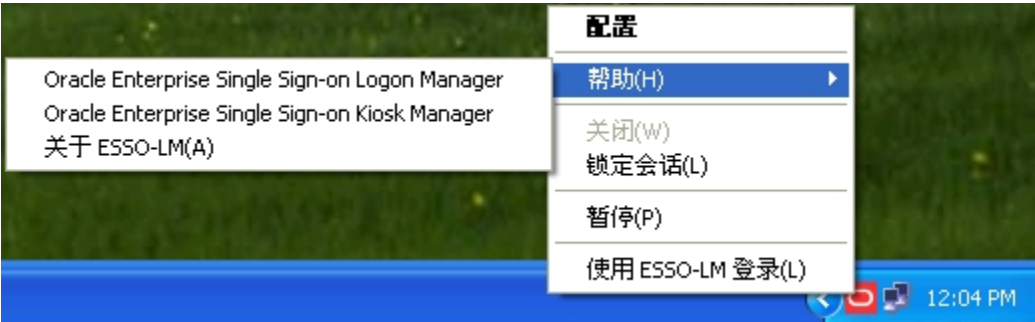 配置
帮助(H)
Oracle Enterprise Single Sign-on Logon Manager
Oracle Enterprise Single Sign-on Kiosk Manager
关于 ESSO-LM(A)
关闭(W)
锁定会话(L)
暂停(P)
使用 ESSO-LM 登录(L)
12:04 PM